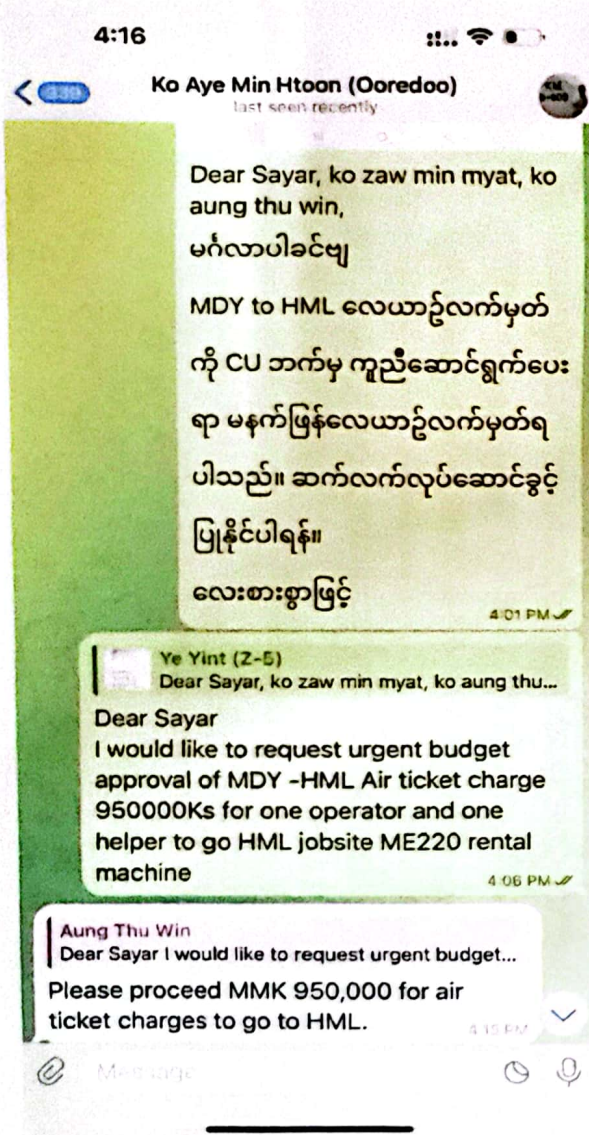 4:16
Ko Aye Min Htoon (Ooredoo)
last seen recently
Dear Sayar, ko zaw min myat, ko
aung thu win,
မင်္ဂလာပါခင်ဗျ
MDY to HML လေယာဉ်လက်မှတ်
ကို CU ဘက်မှ ကူညီဆောင်ရွက်ပေး
ရာ မနက်ဖြန်လေယာဉ်လက်မှတ်ရ
ပါသည်။ ဆက်လက်လုပ်ဆောင်ခွင့်
ပြုနိုင်ပါရန်။
လေးစားစွာဖြင့်
4:01 PM
Ye Yint (Z-5)
Dear Sayar, ko zaw min myat, ko aung thu...
Dear Sayar
I would like to request urgent budget
approval of MDY -HML Air ticket charge
950000Ks for one operator and one
helper to go HML jobsite ME220 rental
machine
4:06 PM
Aung Thu Win
Dear Sayar I would like to request urgent budget...
Please proceed MMK 950,000 for air
ticket charges to go to HML.
4:15 PM
Message